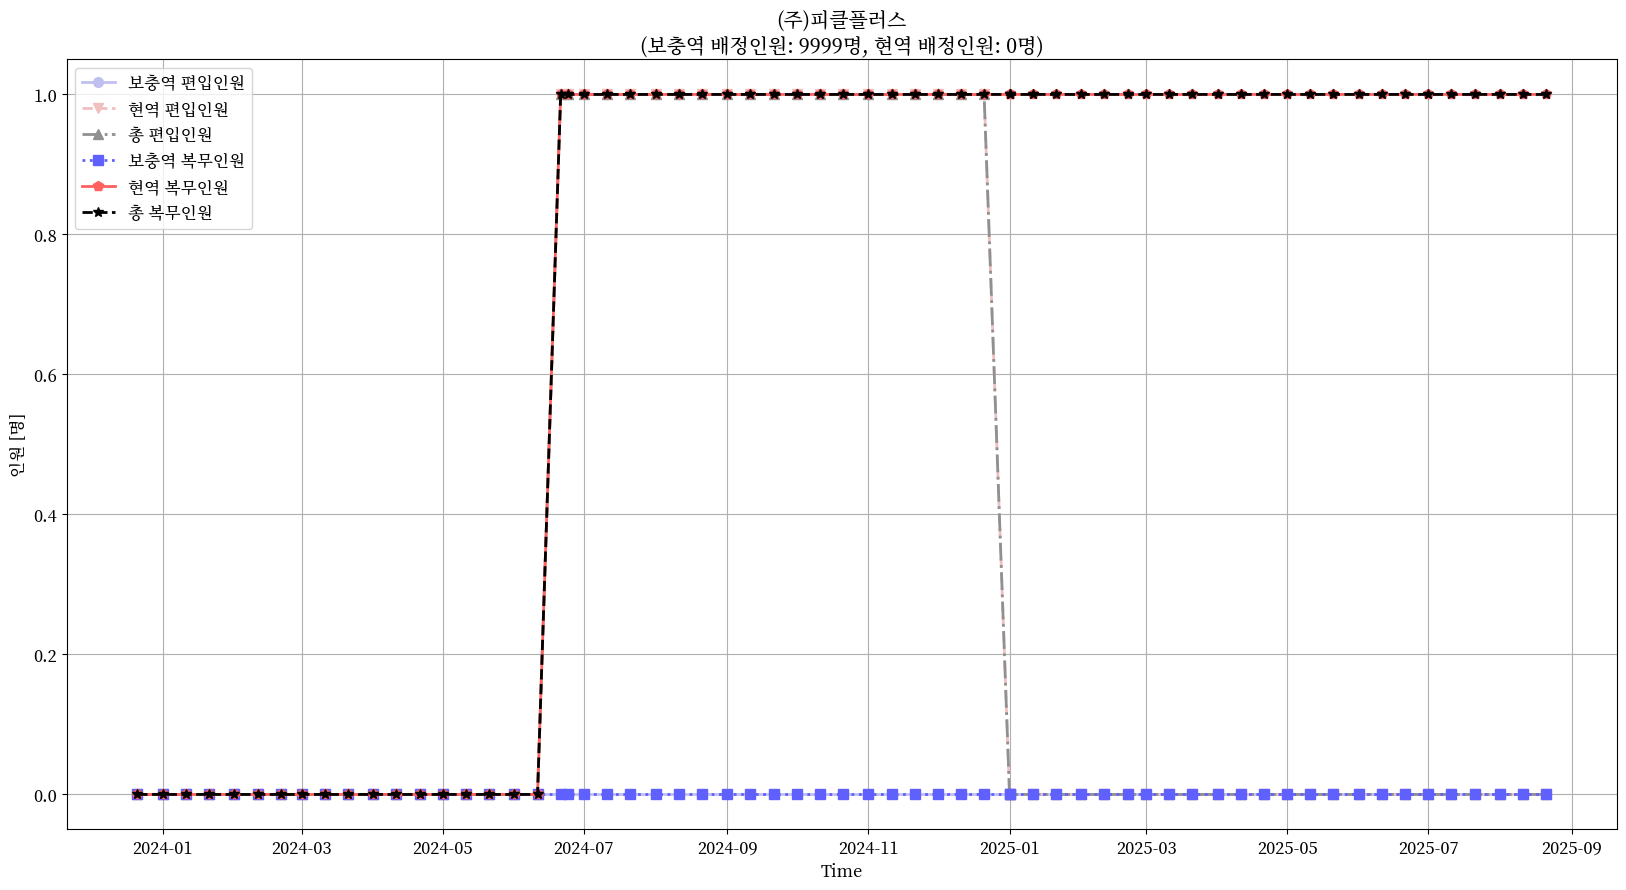 (주)피클플러스
(보충역 배정인원: 9999명, 현역 배정인원: 0명)
보충역 편입인원
현역 편입인원
총 편입인원
보충역 복무인원
현역 복무인원
총 복무인원
인원 [명]
1.0
0.8
0.6
0.4
0.2
0.0
2024-01 2024-03 2024-05 2024-07 2024-09 2024-11 2025-01 2025-03 2025-05 2025-07 2025-09
Time